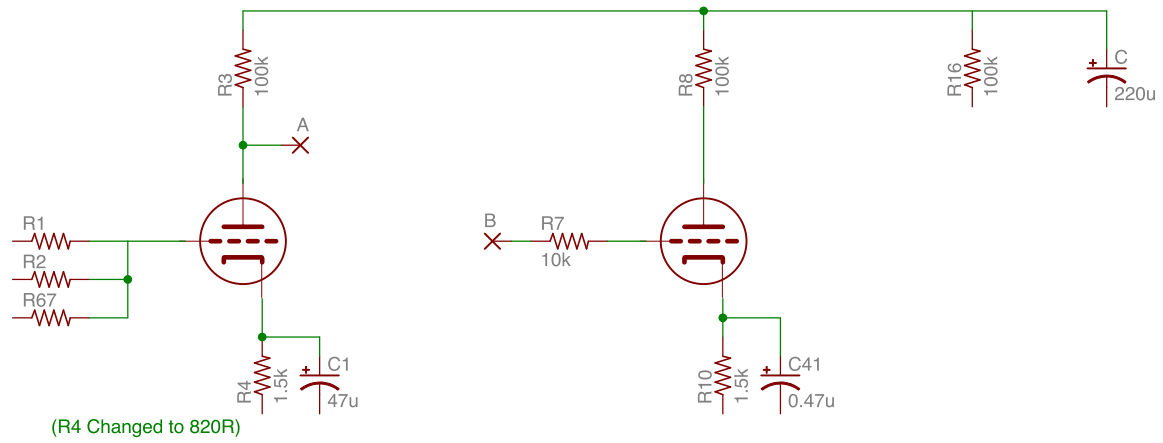 R3
100k
A
R1
R2
R67
R4
1.5k
C1
47u
(R4 Changed to 820R)
B
R7
10k
R8
100k
R10
1.5k
C41
0.47u
R16
100k
C
220u